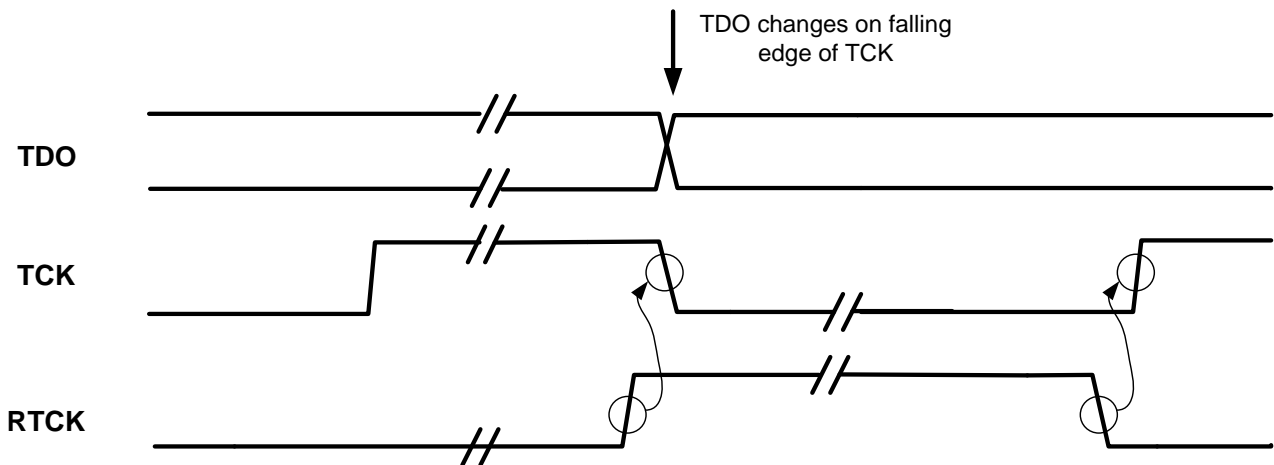 TDO changes on falling
edge of TCK
TDO
TCK
RTCK